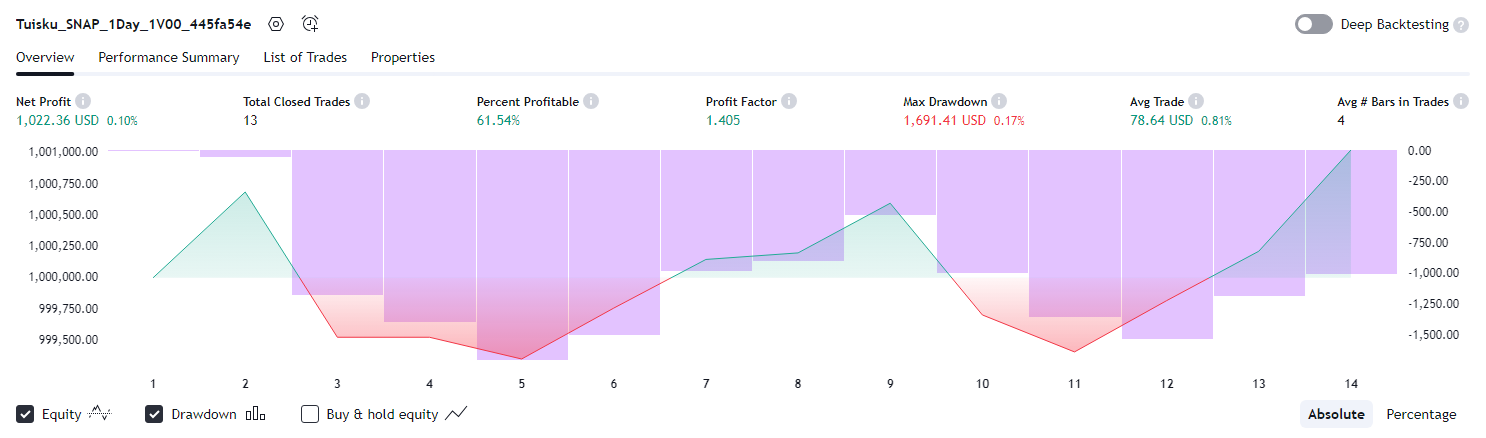 Tuisku_SNAP_1Day_1V00_445fa54e
Deep Backtesting ?
Overview Performance Summary List of Trades Properties
Net Profit i Total Closed Trades i Percent Profitable i Profit Factor i Max Drawdown i Avg Trade i Avg # Bars in Trades i
1,022.36 USD 0.10% 13 61.54% 1.405 1,691.41 USD 0.17% 78.64 USD 0.81% 4
1,001,000.00 0.00
1,000,750.00 -250.00
1,000,500.00 -500.00
1,000,250.00 -750.00
1,000,000.00 -1,000.00
999,750.00 -1,250.00
999,500.00 -1,500.00
1 2 3 4 5 6 7 8 9 10 11 12 13 14
Equity Drawdown Buy & hold equity Absolute Percentage